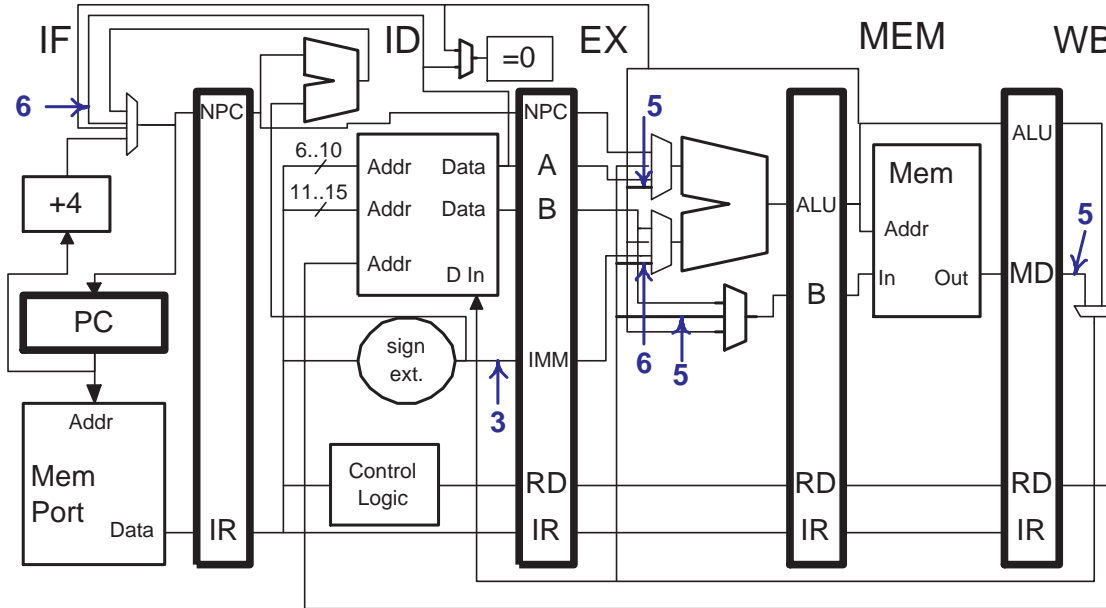 IF
ID
EX
MEM
WB
=0
6
NPC
NPC
5
6..10
11..15
Addr
Data
Addr
Data
Addr
D In
A
B
+4
PC
Addr
Mem
Port
Data
sign
ext.
3
IMM
Control
Logic
IR
RD
IR
6
5
ALU
B
RD
IR
Mem
Addr
In
Out
ALU
5
MD
RD
IR